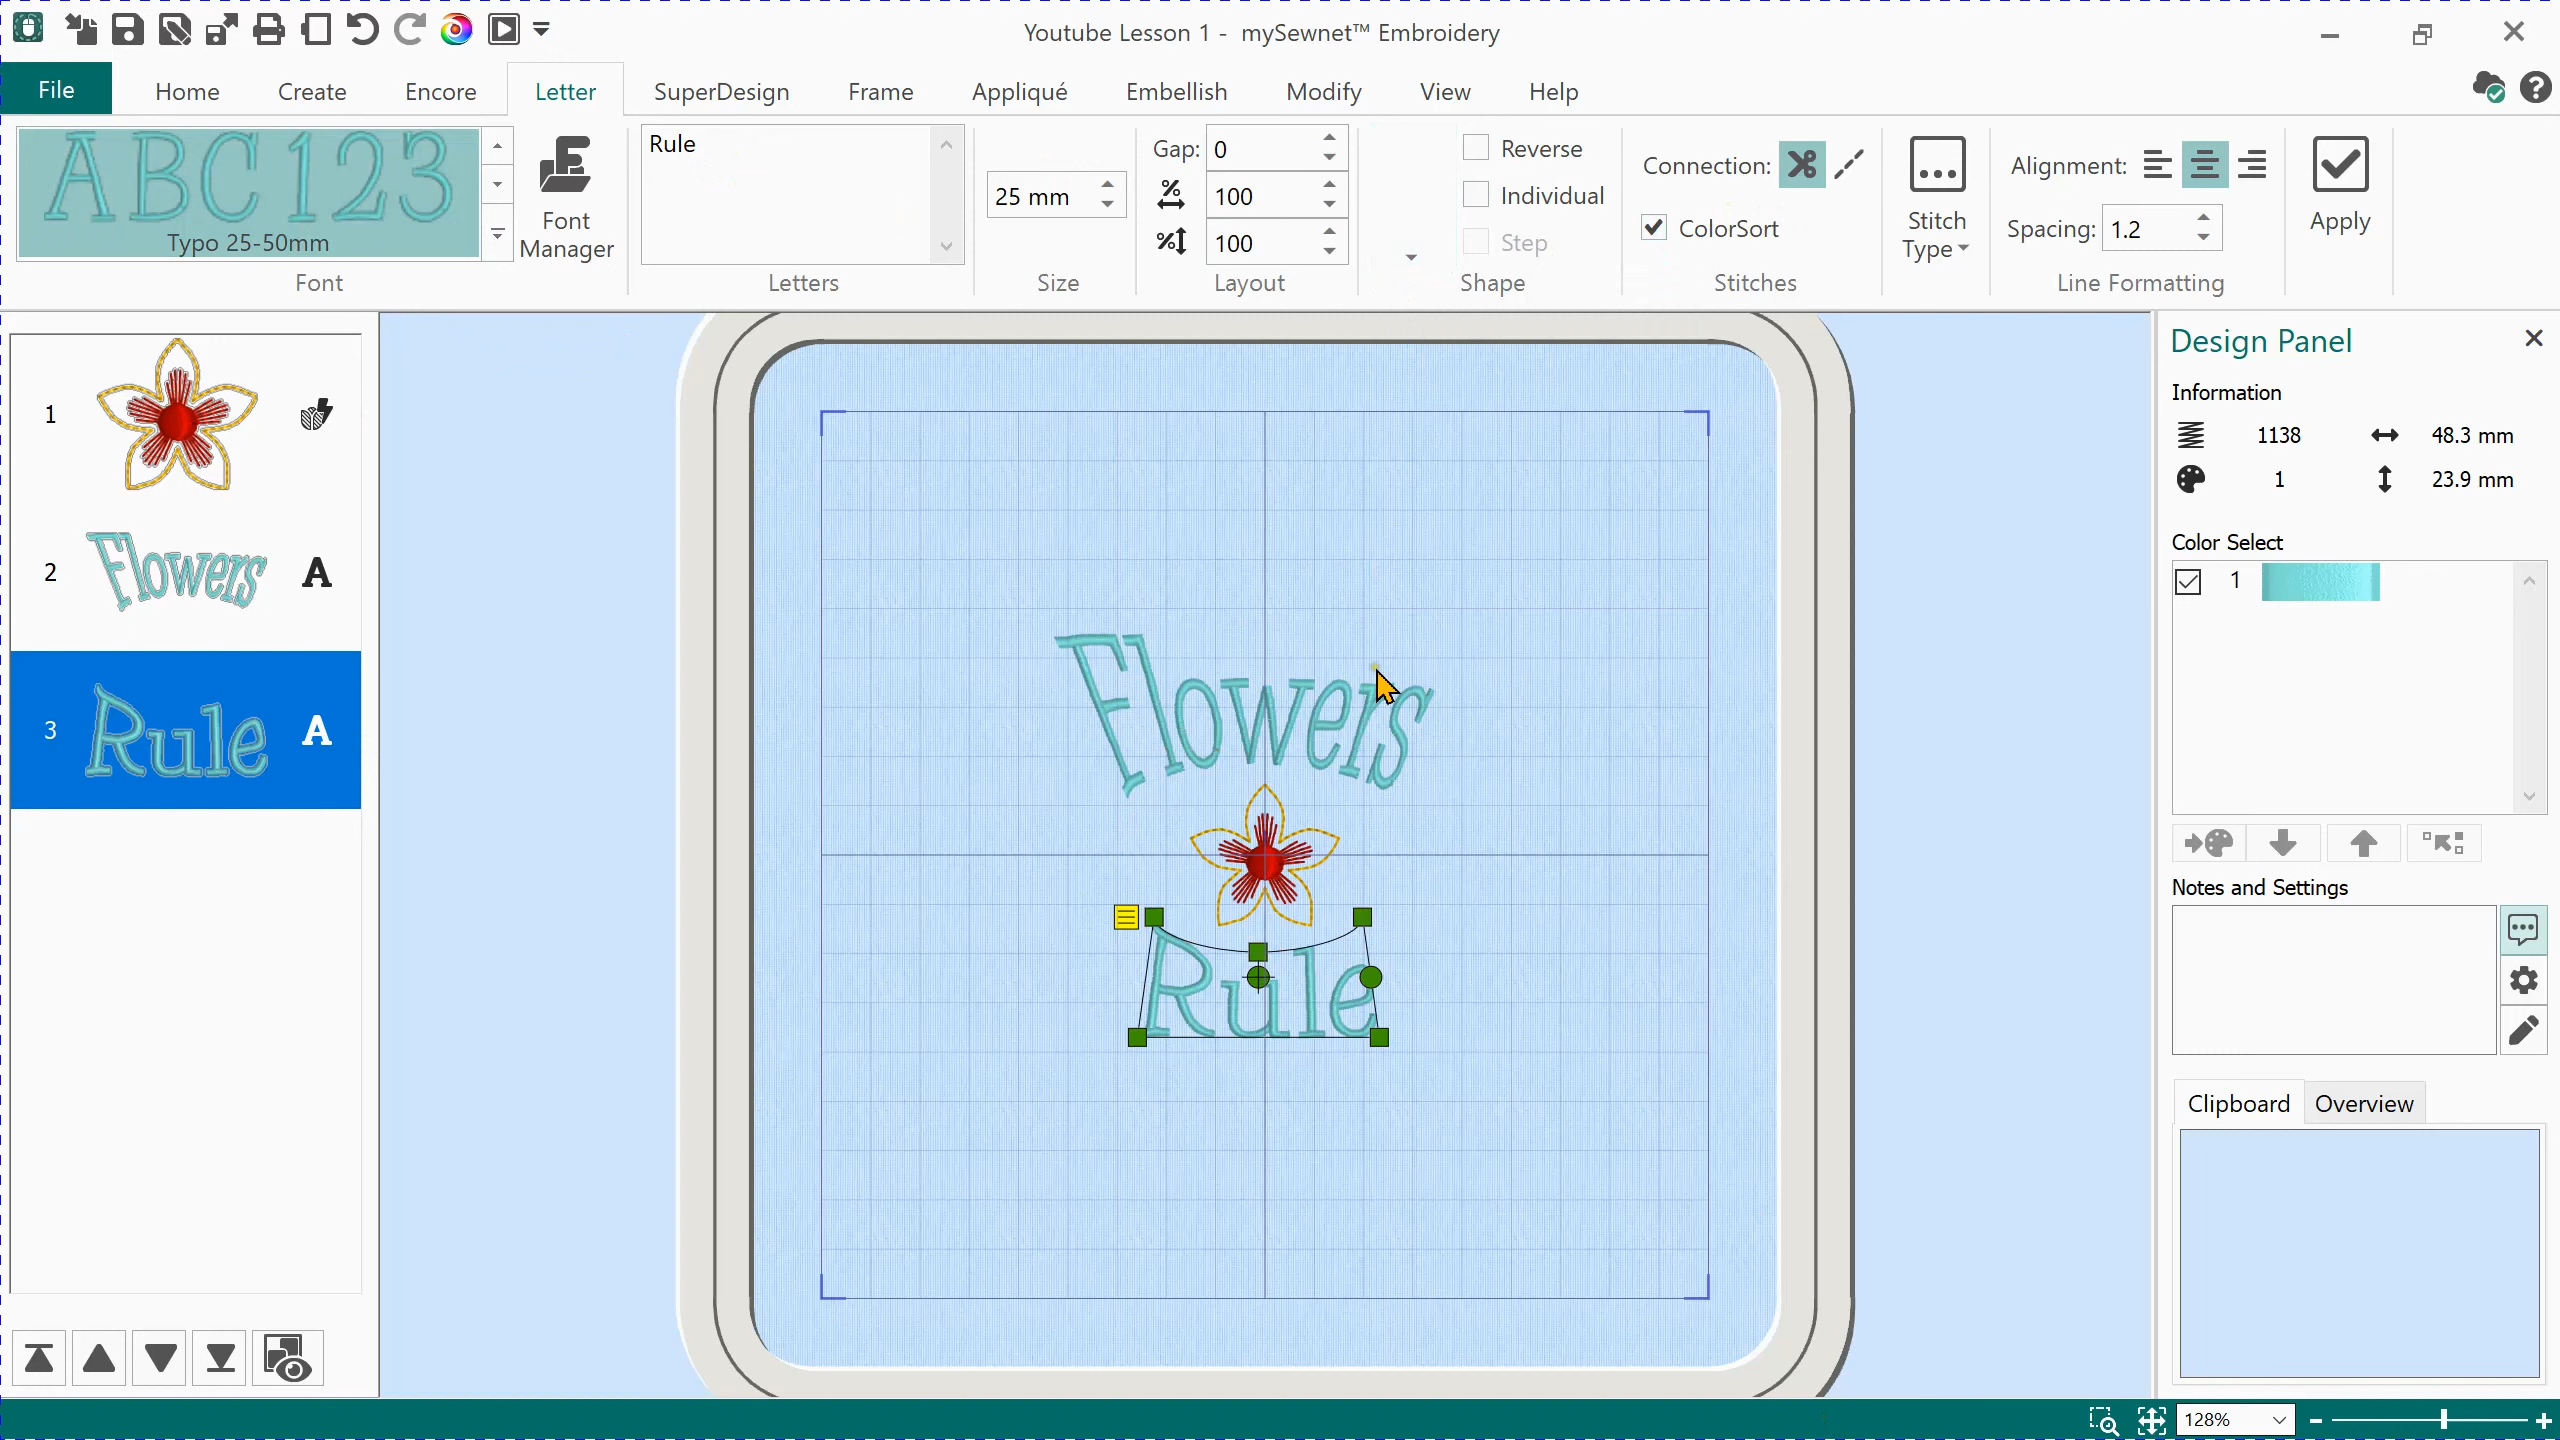 Youtube Lesson 1 - mySewnet™ Embroidery
File Home Create Encore Letter SuperDesign Frame Appliqué Embellish Modify View Help
ABC123
Typo 25-50mm
Font Manager
Font
Rule
Letters
25 mm
Size
Gap: 0
% 100
% 100
Layout
Reverse
Individual
Step
Shape
Connection:
ColorSort
Stitches
Stitch Type
Alignment:
Spacing: 1.2
Line Formatting
Apply
1
2 Flowers A
3 Rule A
Flowers
Rule
Design Panel
Information
1138 48.3 mm
1 23.9 mm
Color Select
1
Notes and Settings
Clipboard Overview
128%